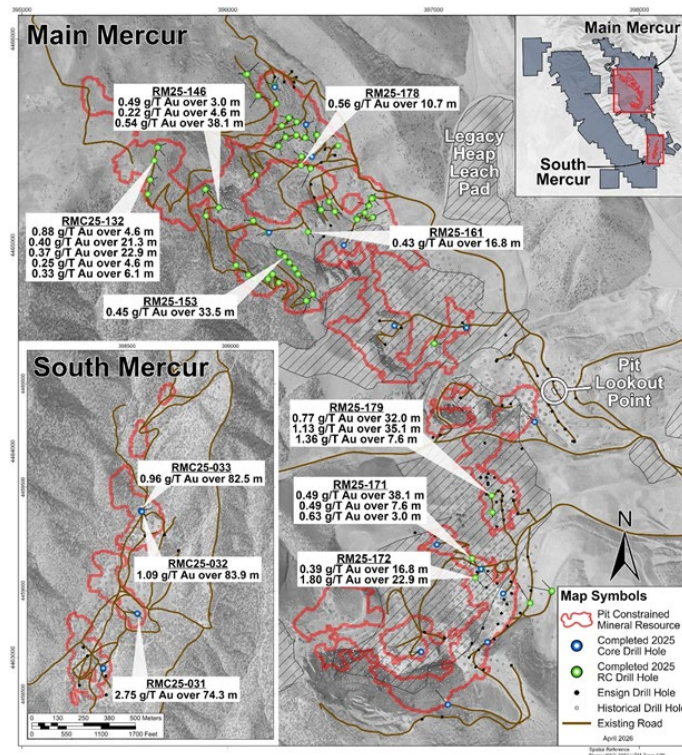 395000
396000
397000
398000
Main Mercur
Main Mercur
South
Mercur
4466000
RM25-146
0.49 g/T Au over 3.0 m
0.22 g/T Au over 4.6 m
0.54 g/T Au over 38.1 m
RM25-178
0.56 g/T Au over 10.7 m
Legacy
Heap
Leach
Pad
RMC25-132
0.88 g/T Au over 4.6 m
0.40 g/T Au over 21.3 m
0.37 g/T Au over 22.9 m
0.25 g/T Au over 4.6 m
0.33 g/T Au over 6.1 m
RM25-161
0.43 g/T Au over 16.8 m
RM25-153
0.45 g/T Au over 33.5 m
South Mercur
Pit
Lookout
Point
RM25-179
0.77 g/T Au over 32.0 m
1.13 g/T Au over 35.1 m
1.36 g/T Au over 7.6 m
RMC25-033
0.96 g/T Au over 82.5 m
RM25-171
0.49 g/T Au over 38.1 m
0.49 g/T Au over 7.6 m
0.63 g/T Au over 3.0 m
RMC25-032
1.09 g/T Au over 83.9 m
RM25-172
0.39 g/T Au over 16.8 m
1.80 g/T Au over 22.9 m
RMC25-031
2.75 g/T Au over 74.3 m
0 130 260 500 Meters
0 425 850 1700 Feet
N
Map Symbols
Pit Constrained
Mineral Resource
Completed 2025
Core Drill Hole
Completed 2025
RC Drill Hole
Ensign Drill Hole
Historical Drill Hole
Existing Road
April 2026